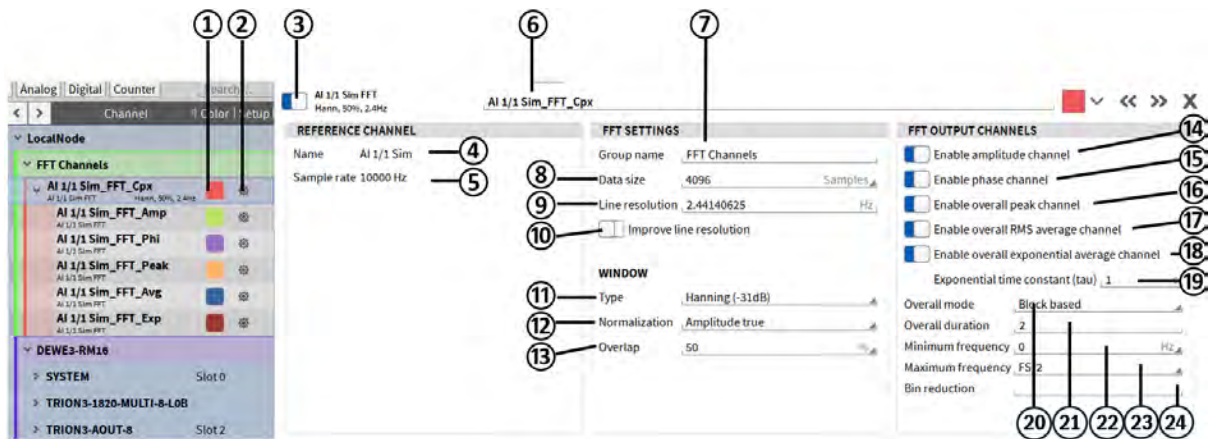 1 2 3 6 7
Analog Digital Counter Search...
AI 1/1 Sim FFT
Hann, 50%, 2.4Hz
AI 1/1 Sim_FFT_Cpx
< > Channel Color Setup
LocalNode
FFT Channels
AI 1/1 Sim_FFT_Cpx
AI 1/1 Sim FFT Hann, 50%, 2.4Hz
AI 1/1 Sim_FFT_Amp
AI 1/1 Sim FFT
AI 1/1 Sim_FFT_Phi
AI 1/1 Sim FFT
AI 1/1 Sim_FFT_Peak
AI 1/1 Sim FFT
AI 1/1 Sim_FFT_Avg
AI 1/1 Sim FFT
AI 1/1 Sim_FFT_Exp
AI 1/1 Sim FFT
DEWE3-RM16
SYSTEM Slot 0
TRION3-1820-MULTI-8-L0B
TRION3-AOUT-8 Slot 2
REFERENCE CHANNEL
Name AI 1/1 Sim 4
Sample rate 10000 Hz 5
FFT SETTINGS
Group name FFT Channels
8 Data size 4096 Samples
9 Line resolution 2.44140625 Hz
10 Improve line resolution
WINDOW
11 Type Hanning (-31dB)
12 Normalization Amplitude true
13 Overlap 50 %
FFT OUTPUT CHANNELS
Enable amplitude channel 14
Enable phase channel 15
Enable overall peak channel 16
Enable overall RMS average channel 17
Enable overall exponential average channel 18
Exponential time constant (tau) 1 19
Overall mode Block based
Overall duration 2
Minimum frequency 0 Hz
Maximum frequency FS/2
Bin reduction
20 21 22 23 24